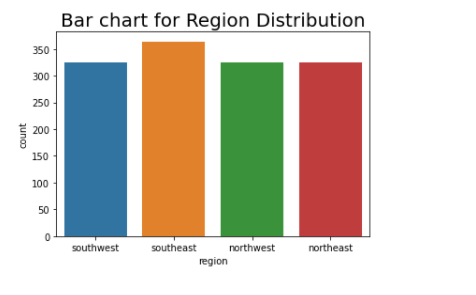 Bar chart for Region Distribution
350
300
250
200
150
100
50
0
count
southwest southeast northwest northeast
region